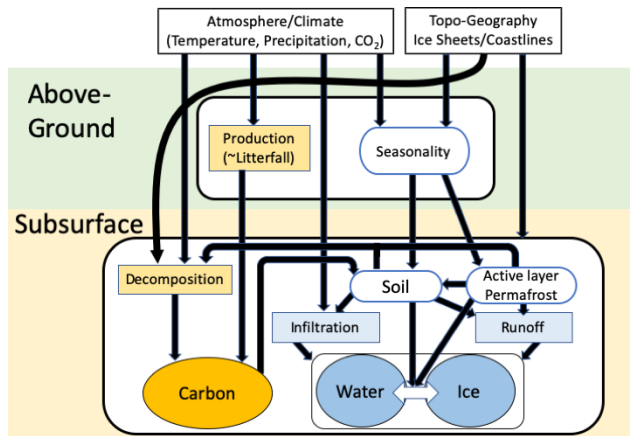 Atmosphere/Climate
(Temperature, Precipitation, CO₂)
Topo-Geography
Ice Sheets/Coastlines
Above-
Ground
Production
(~Litterfall)
Seasonality
Subsurface
Decomposition
Soil
Active layer
Permafrost
Infiltration
Runoff
Carbon
Water
Ice